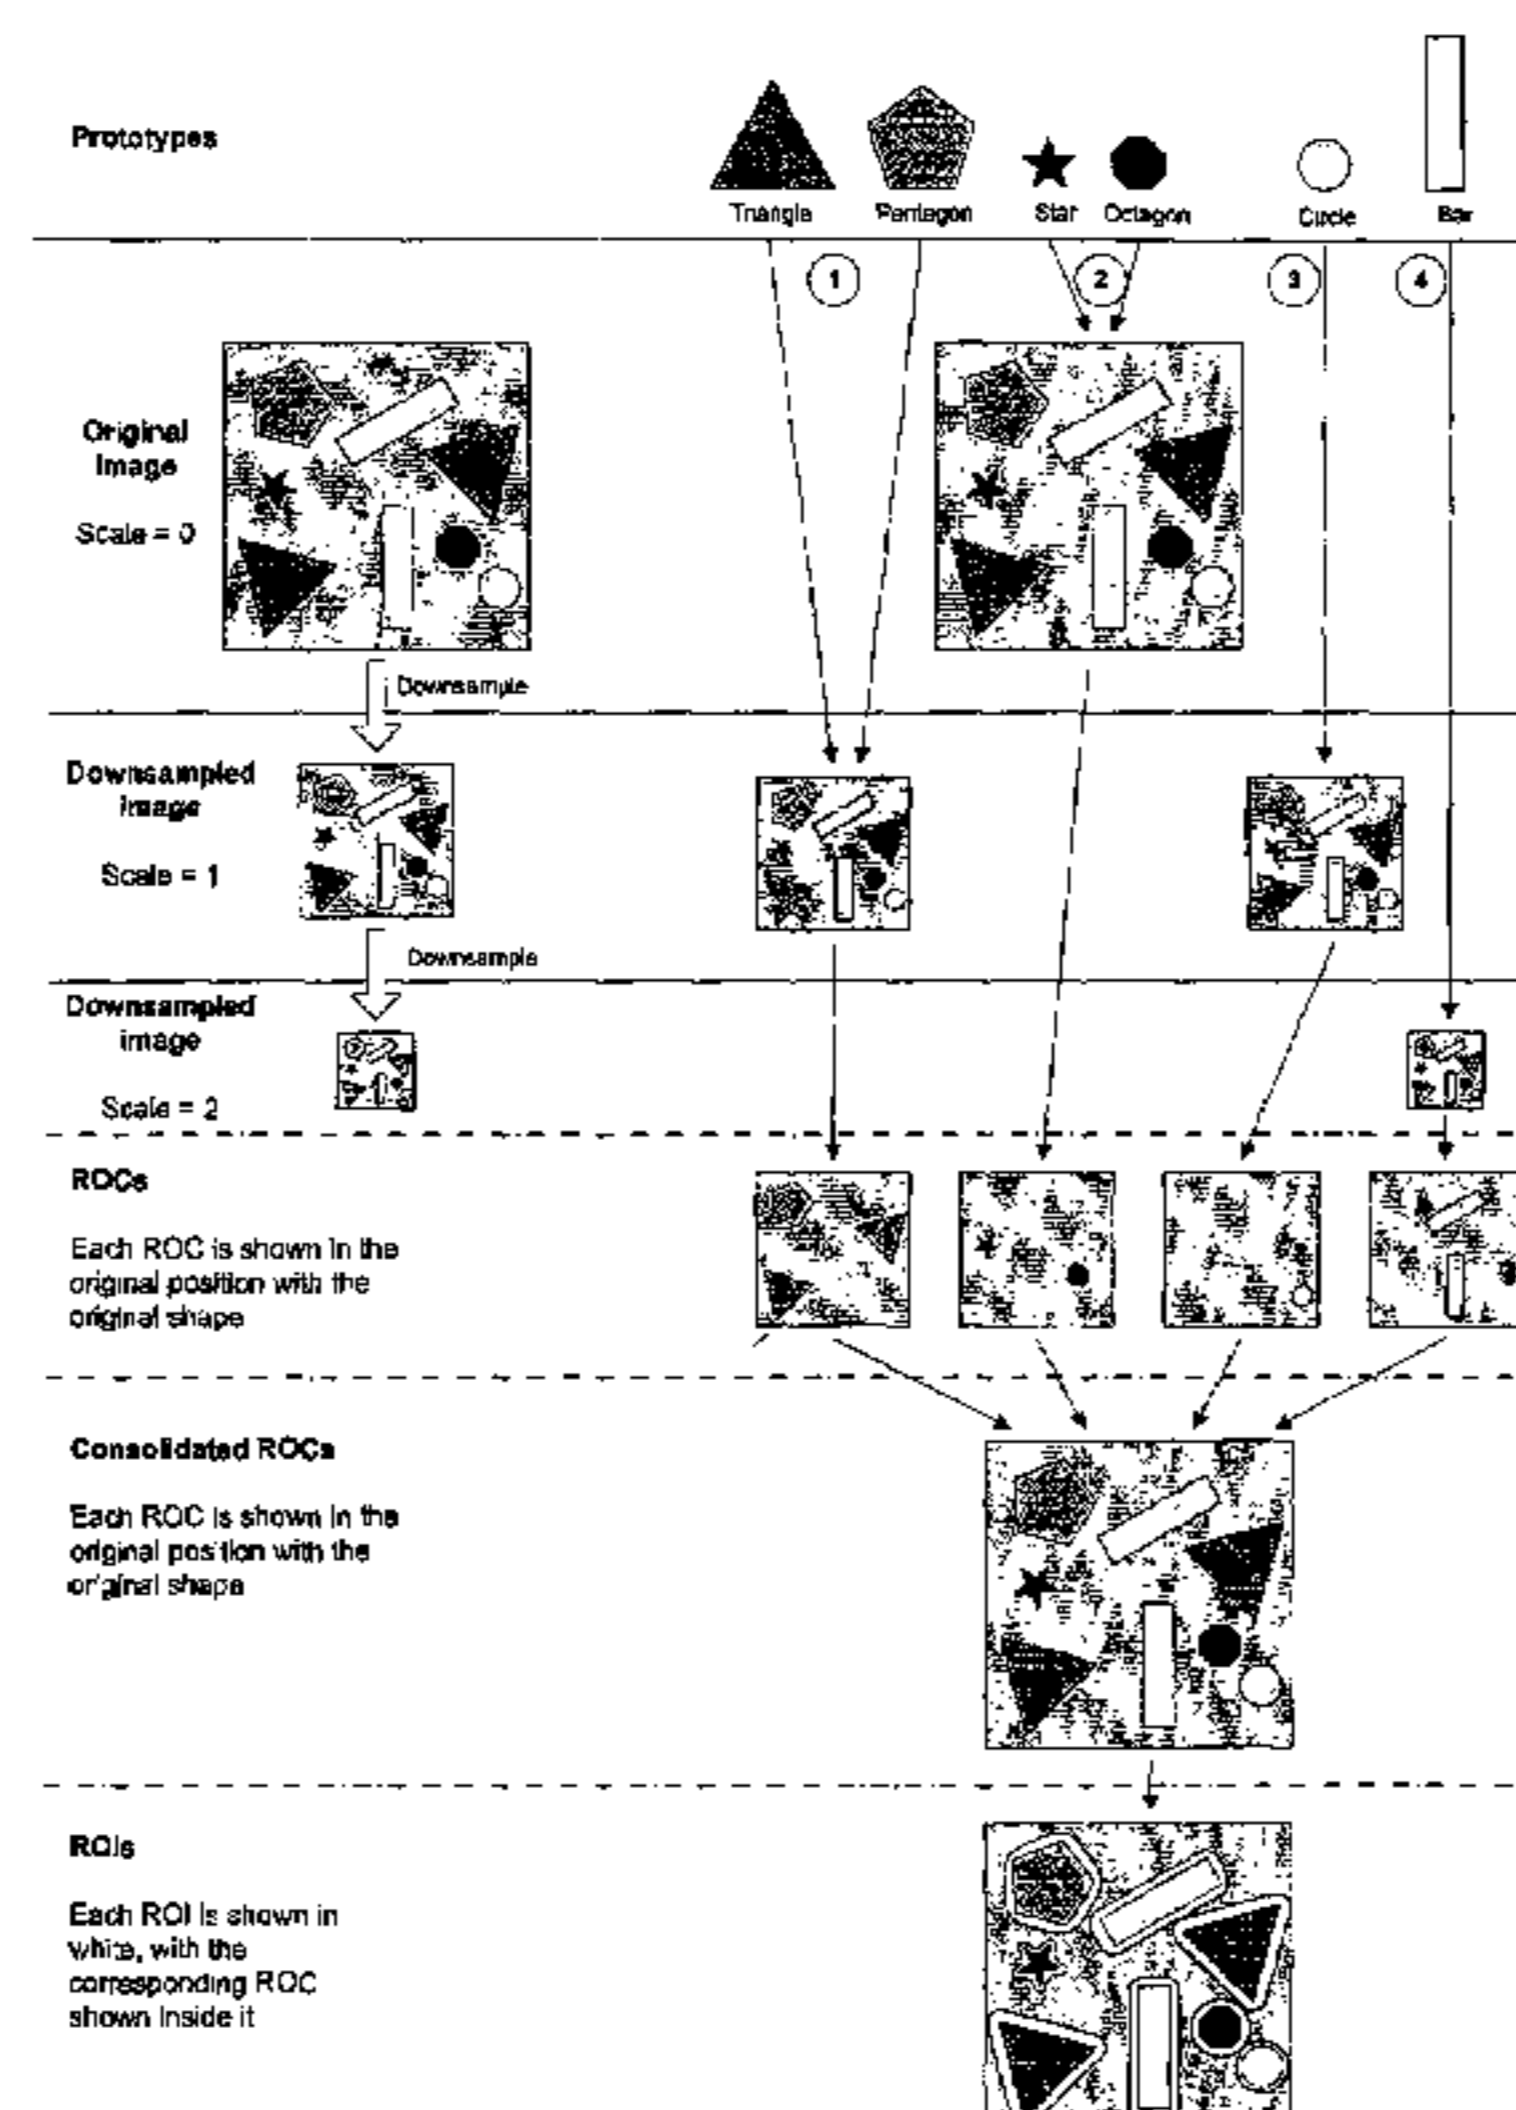 Prototypes
Triangle
Pentagon
Star
Octagon
Circle
Bar
1
2
3
4
Original
Image
Scale = 0
Downsample
Downsampled
image
Scale = 1
Downsample
Downsampled
image
Scale = 2
ROCs
Each ROC is shown in the
original position with the
original shape
Consolidated ROCs
Each ROC is shown in the
original position with the
original shape
ROIs
Each ROI is shown in
white, with the
corresponding ROC
shown inside it